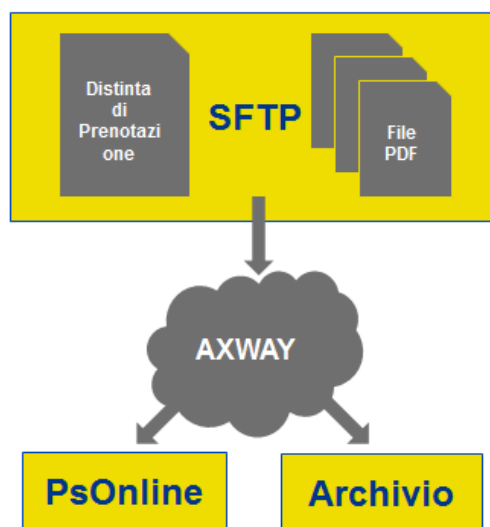 Distinta
di
Prenotazi
one
SFTP
File
PDF
AXWAY
PsOnline
Archivio